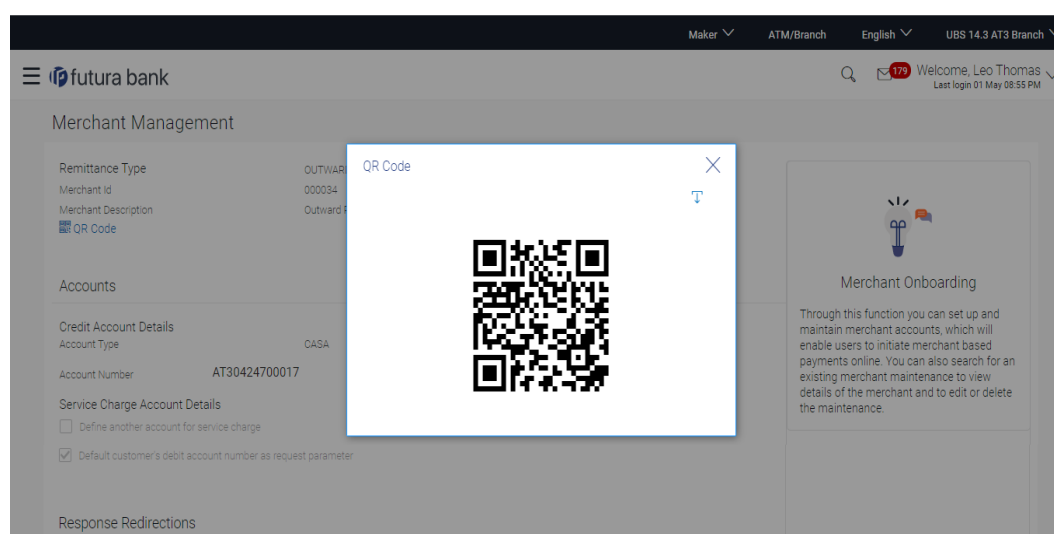 Maker ATM/Branch English UBS 14.3 AT3 Branch
futura bank 179 Welcome, Leo Thomas
Last login 01 May 08:55 PM
Merchant Management
Remittance Type OUTWAR
Merchant Id 000034
Merchant Description Outward
QR Code
Accounts
Credit Account Details
Account Type CASA
Account Number AT30424700017
Service Charge Account Details
Define another account for service charge
Default customer's debit account number as request parameter
Response Redirections
QR Code
Merchant Onboarding
Through this function you can set up and
maintain merchant accounts, which will
enable users to initiate merchant based
payments online. You can also search for an
existing merchant maintenance to view
details of the merchant and to edit or delete
the maintenance.